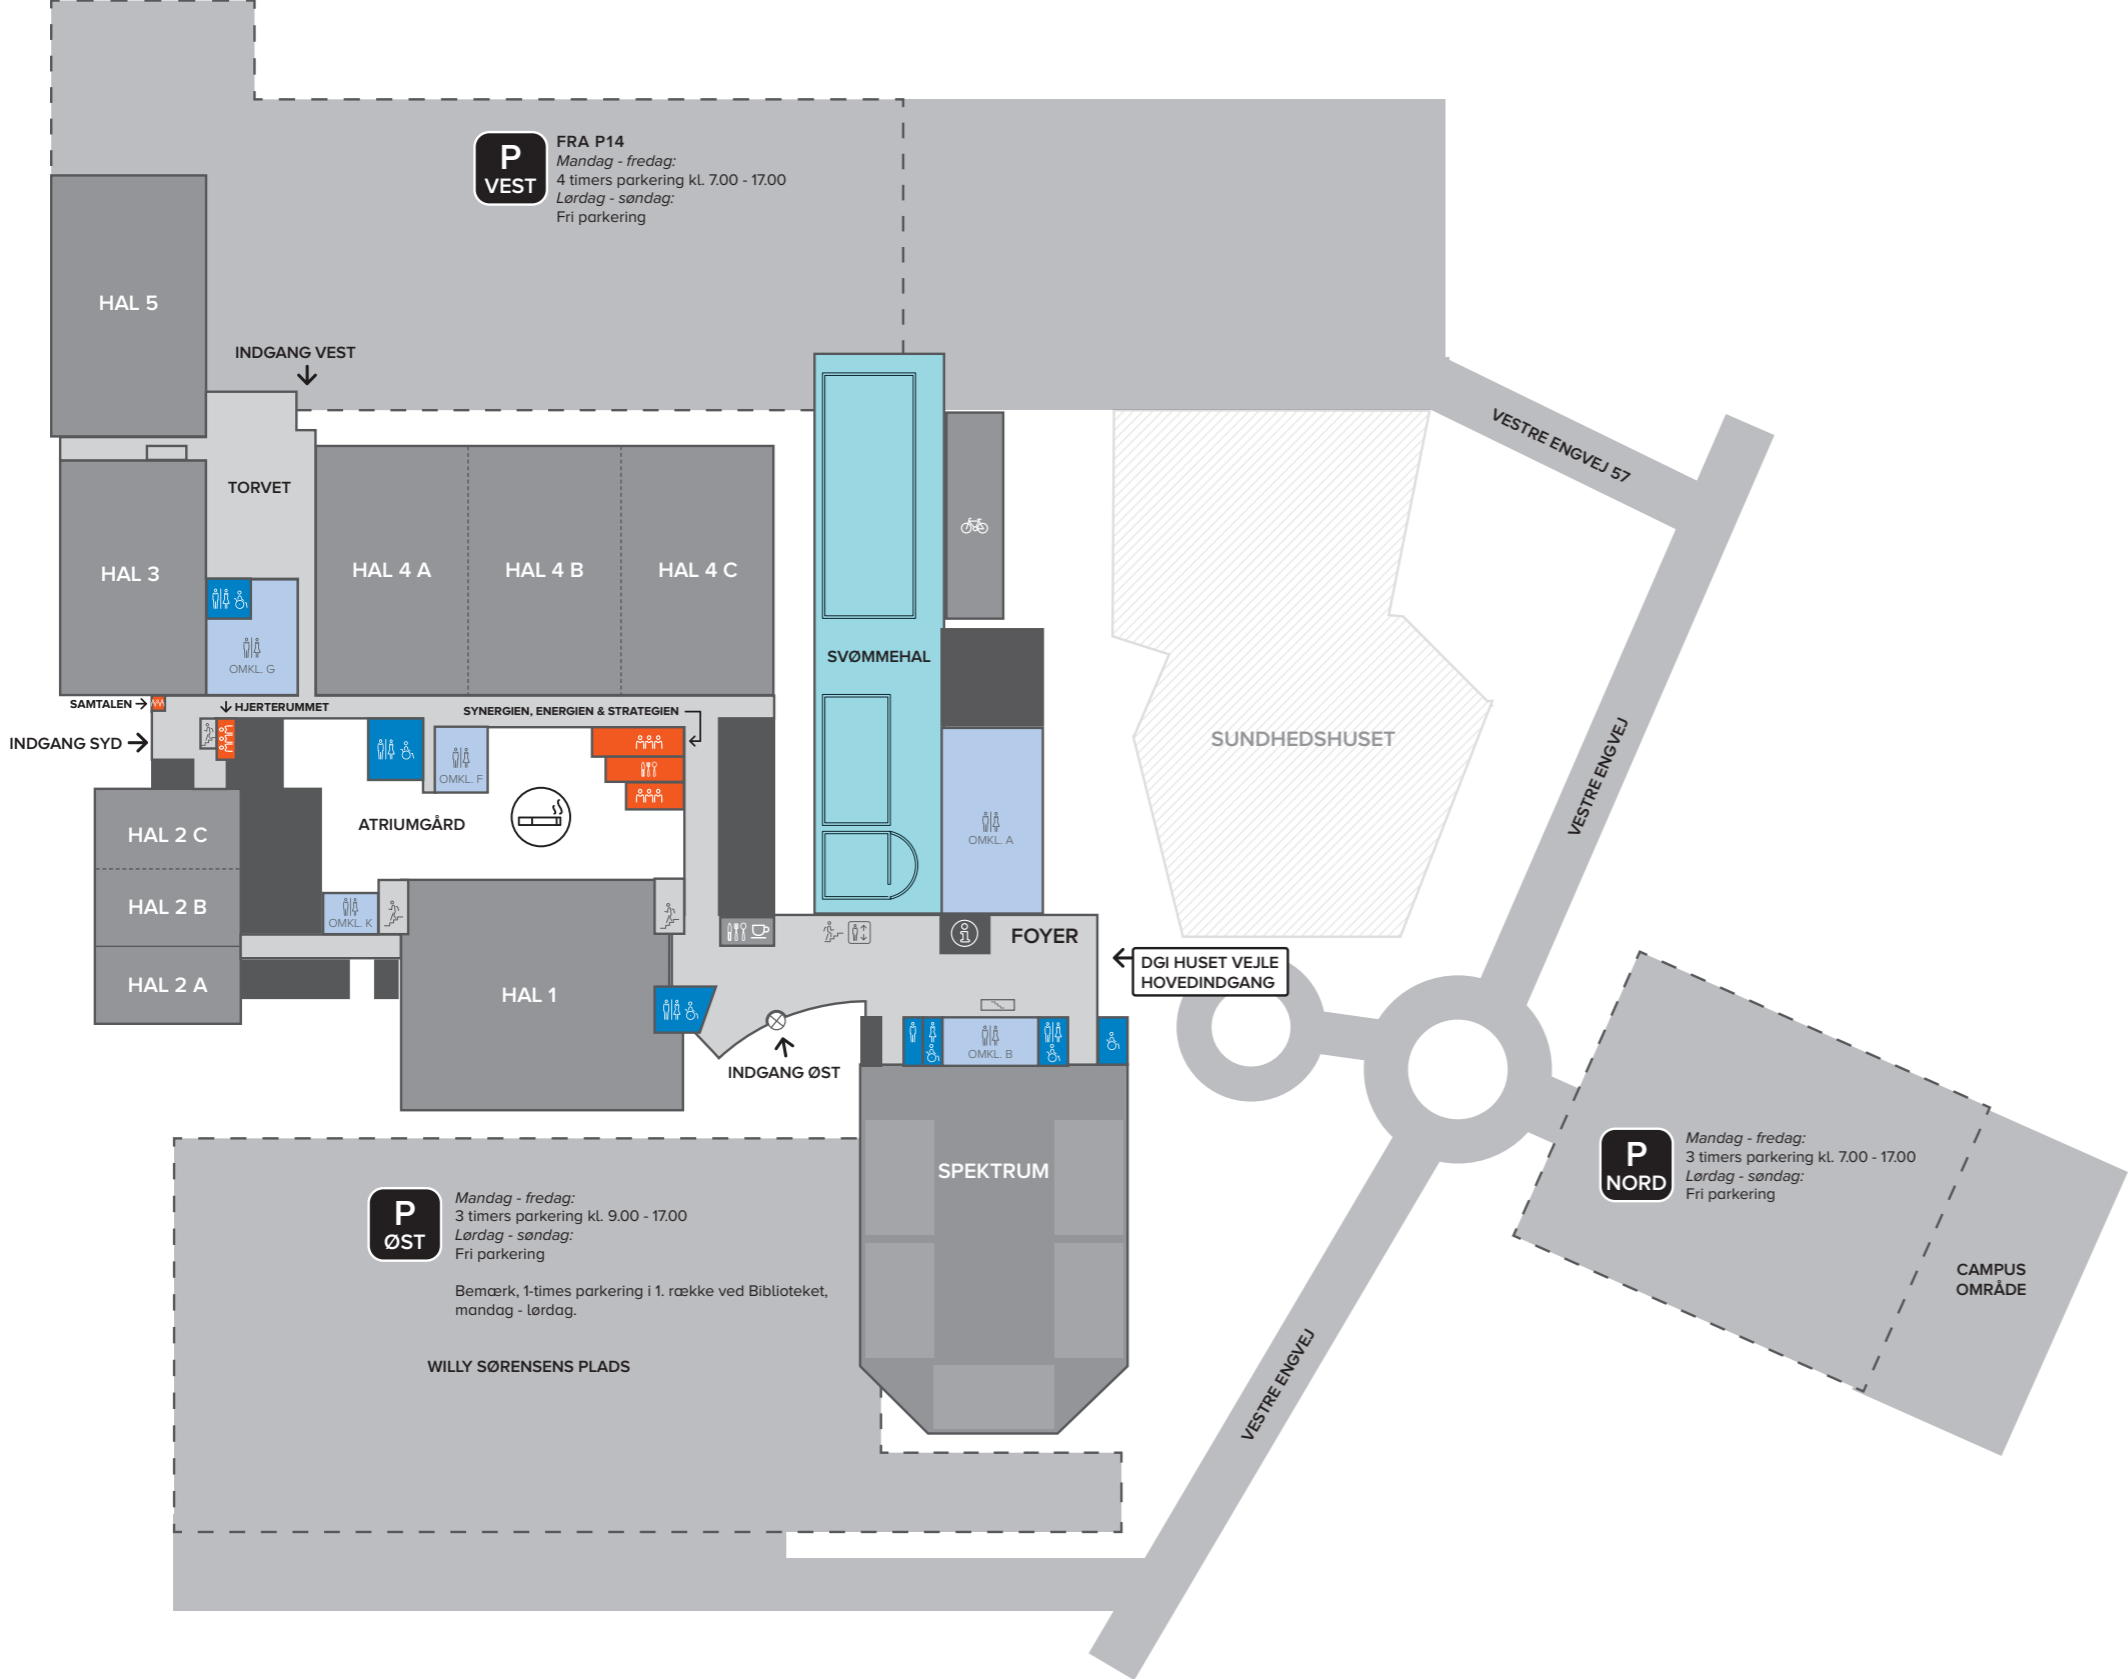 P
VEST
FRA P14
Mandag - fredag:
4 timers parkering kl. 7.00 - 17.00
Lørdag - søndag:
Fri parkering
HAL 5
INDGANG VEST
VESTRE ENGVEJ 57
TORVET
HAL 3
HAL 4 A
HAL 4 B
HAL 4 C
OMKL. G
SVØMMEHAL
SAMTALEN
HJERTERUMMET
SYNERGIEN, ENERGIEN & STRATEGIEN
INDGANG SYD
OMKL. F
SUNDHEDSHUSET
VESTRE ENGVEJ
ATRIUMGÅRD
HAL 2 C
OMKL. A
HAL 2 B
OMKL. K
FOYER
DGI HUSET VEJLE
HOVEDINDGANG
HAL 2 A
HAL 1
OMKL. B
INDGANG ØST
SPEKTRUM
P
NORD
Mandag - fredag:
3 timers parkering kl. 7.00 - 17.00
Lørdag - søndag:
Fri parkering
P
ØST
Mandag - fredag:
3 timers parkering kl. 9.00 - 17.00
Lørdag - søndag:
Fri parkering
Bemærk, 1-times parkering i 1. række ved Biblioteket,
mandag - lørdag.
CAMPUS
OMRÅDE
WILLY SØRENSENS PLADS
VESTRE ENGVEJ